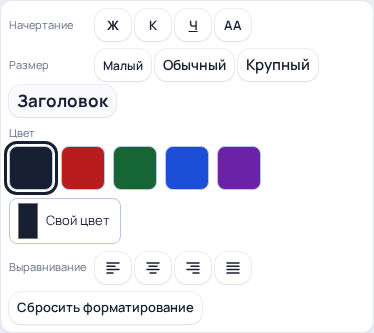 Начертание Ж К Ч АА
Размер Малый Обычный Крупный
Заголовок
Цвет
Свой цвет
Выравнивание
Сбросить форматирование